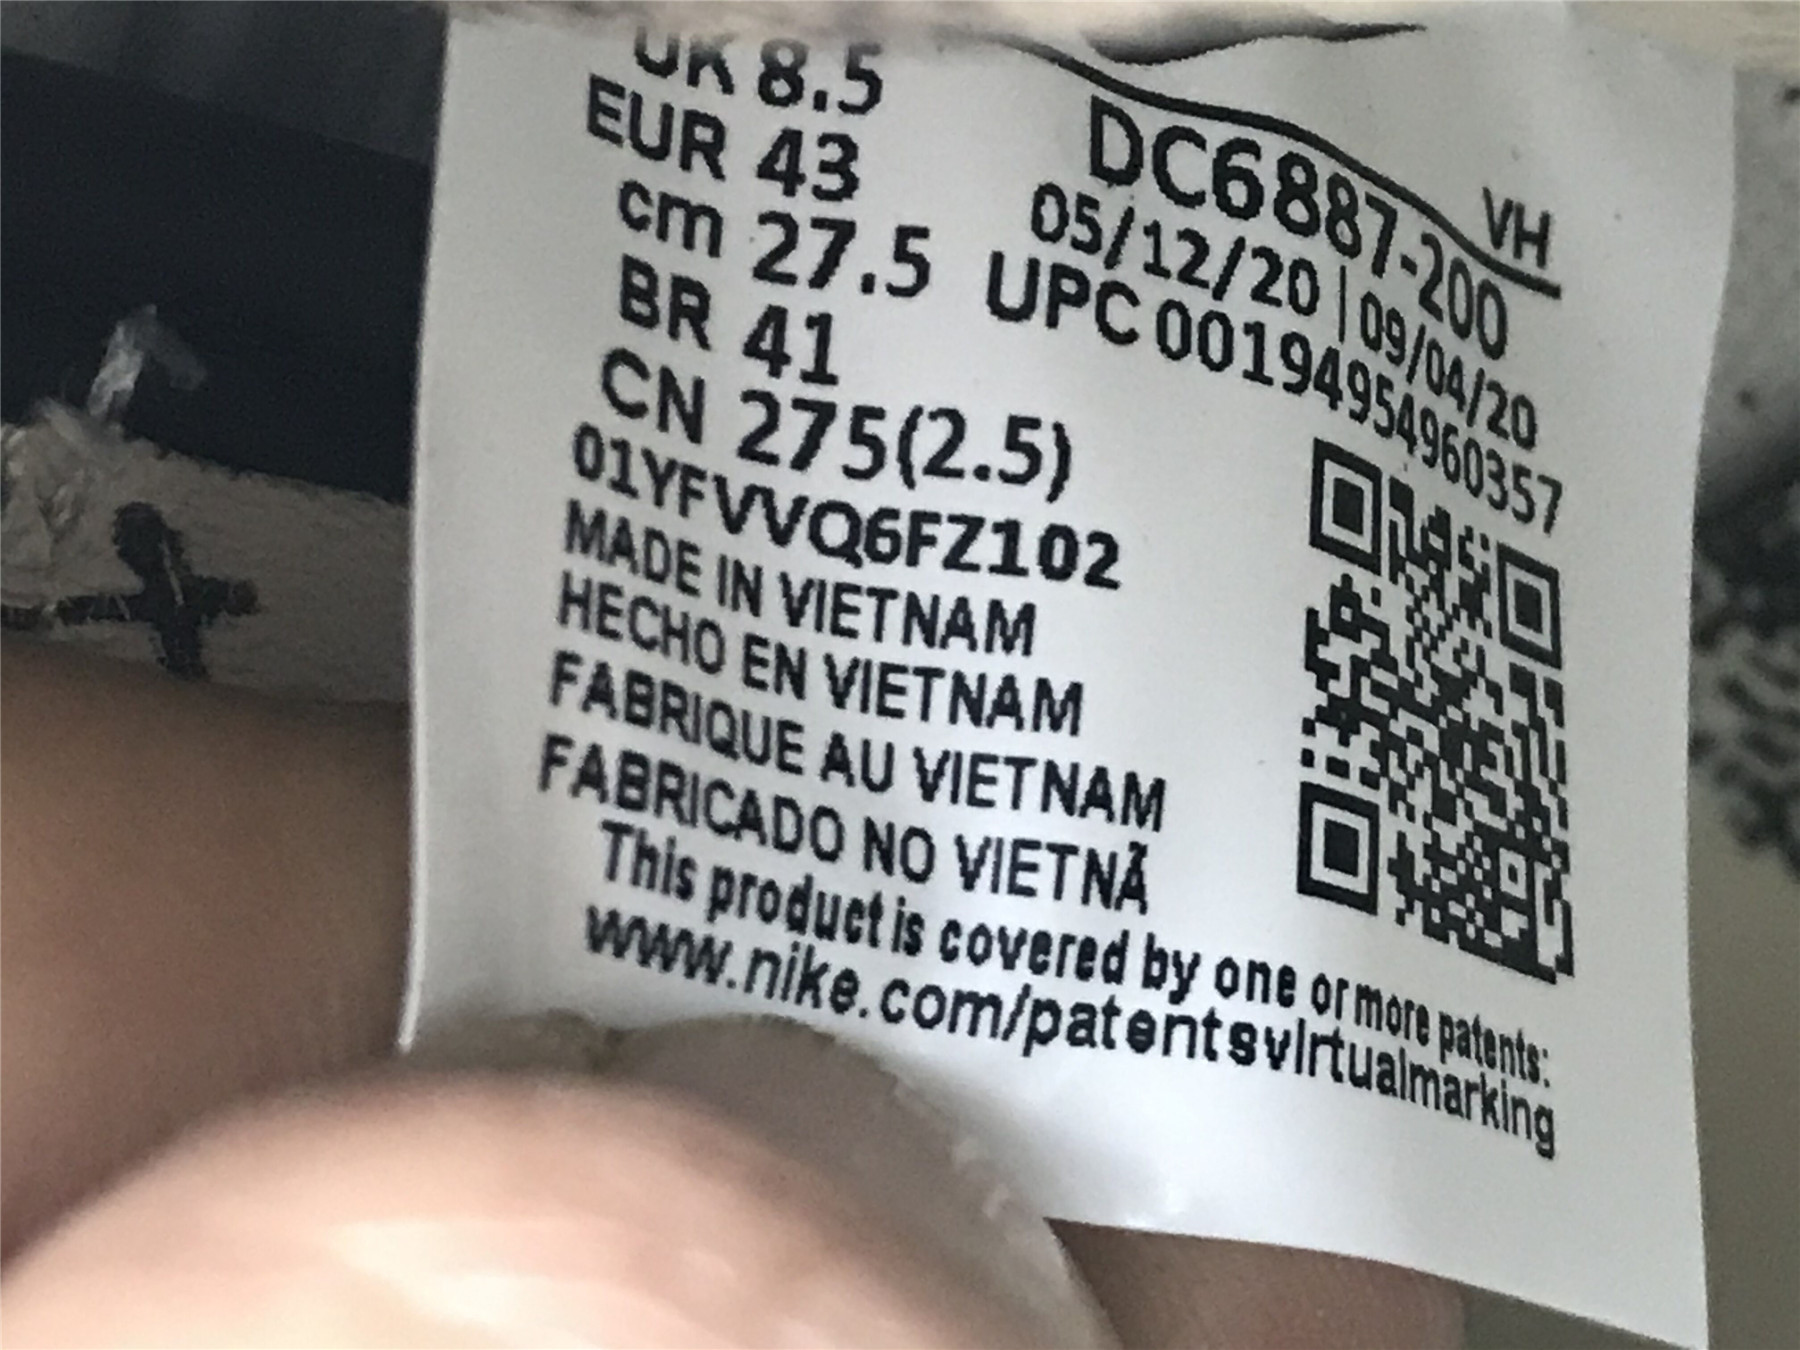 UK 8.5
EUR 43
cm 27.5
BR 41
CN 275(2.5)
01YFVVQ6FZ102
MADE IN VIETNAM
HECHO EN VIETNAM
FABRIQUE AU VIETNAM
FABRICADO NO VIETNÃ
VH
DC6887-200
05/12/20 | 09/04/20
UPC 00194954960357
This product is covered by one or more patents:
www.nike.com/patentsvirtualmarking